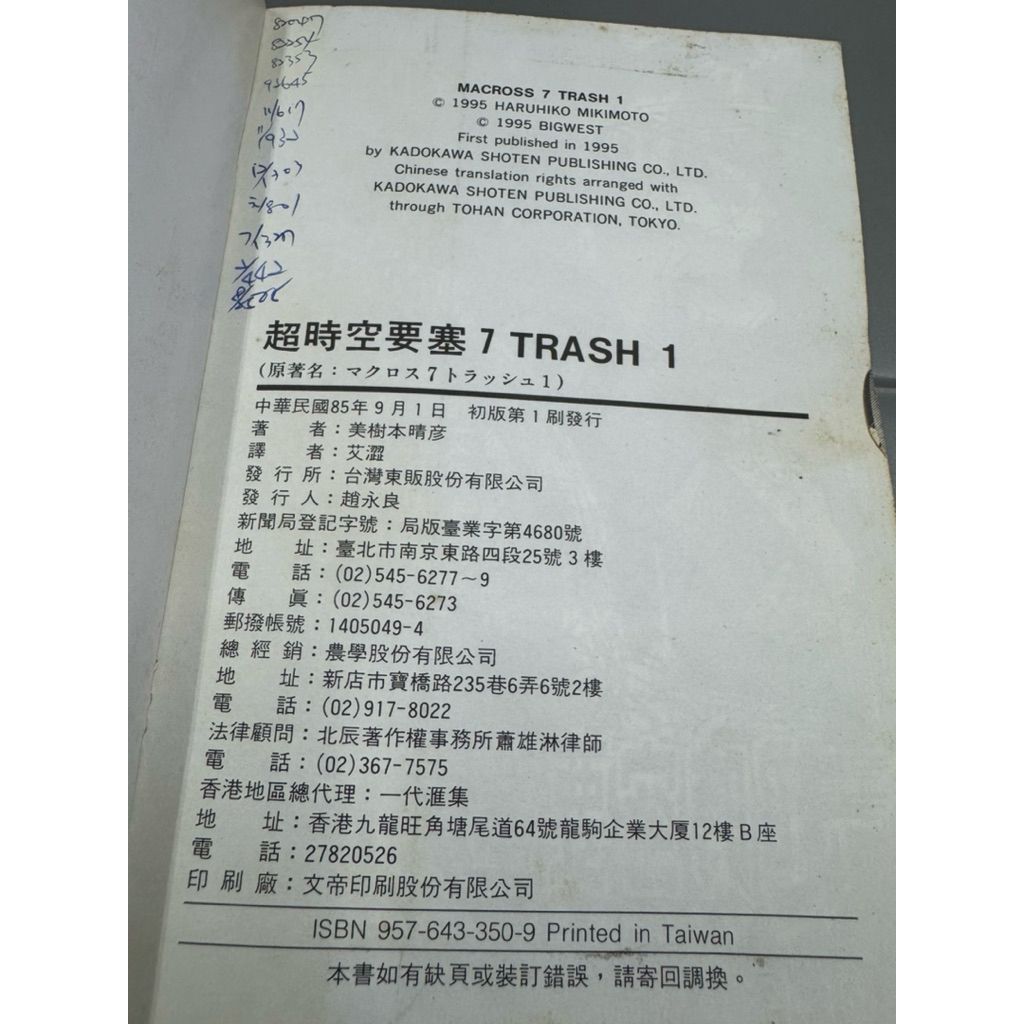 82047
82254
82353
93645
11/617
11932
12/303
2/801
7/327
2/442
MACROSS 7 TRASH 1
© 1995 HARUHIKO MIKIMOTO
© 1995 BIGWEST
First published in 1995
by KADOKAWA SHOTEN PUBLISHING CO., LTD.
Chinese translation rights arranged with
KADOKAWA SHOTEN PUBLISHING CO., LTD.
through TOHAN CORPORATION, TOKYO.
超時空要塞7 TRASH 1
(原著名：マクロス7トラッシュ1)
中華民國85年9月1日 初版第1刷發行
著 者：美樹本晴彦
譯 者：艾澀
發 行 所：台灣東販股份有限公司
發 行 人：趙永良
新聞局登記字號：局版臺業字第4680號
地 址：臺北市南京東路四段25號3樓
電 話：(02)545-6277～9
傳 眞：(02)545-6273
郵撥帳號：1405049-4
總 經 銷：農學股份有限公司
地 址：新店市寶橋路235巷6弄6號2樓
電 話：(02)917-8022
法律顧問：北辰著作權事務所蕭雄淋律師
電 話：(02)367-7575
香港地區總代理：一代滙集
地 址：香港九龍旺角塘尾道64號龍駒企業大厦12樓B座
電 話：27820526
印 刷 廠：文帝印刷股份有限公司
ISBN 957-643-350-9 Printed in Taiwan
本書如有缺頁或裝訂錯誤，請寄回調換。